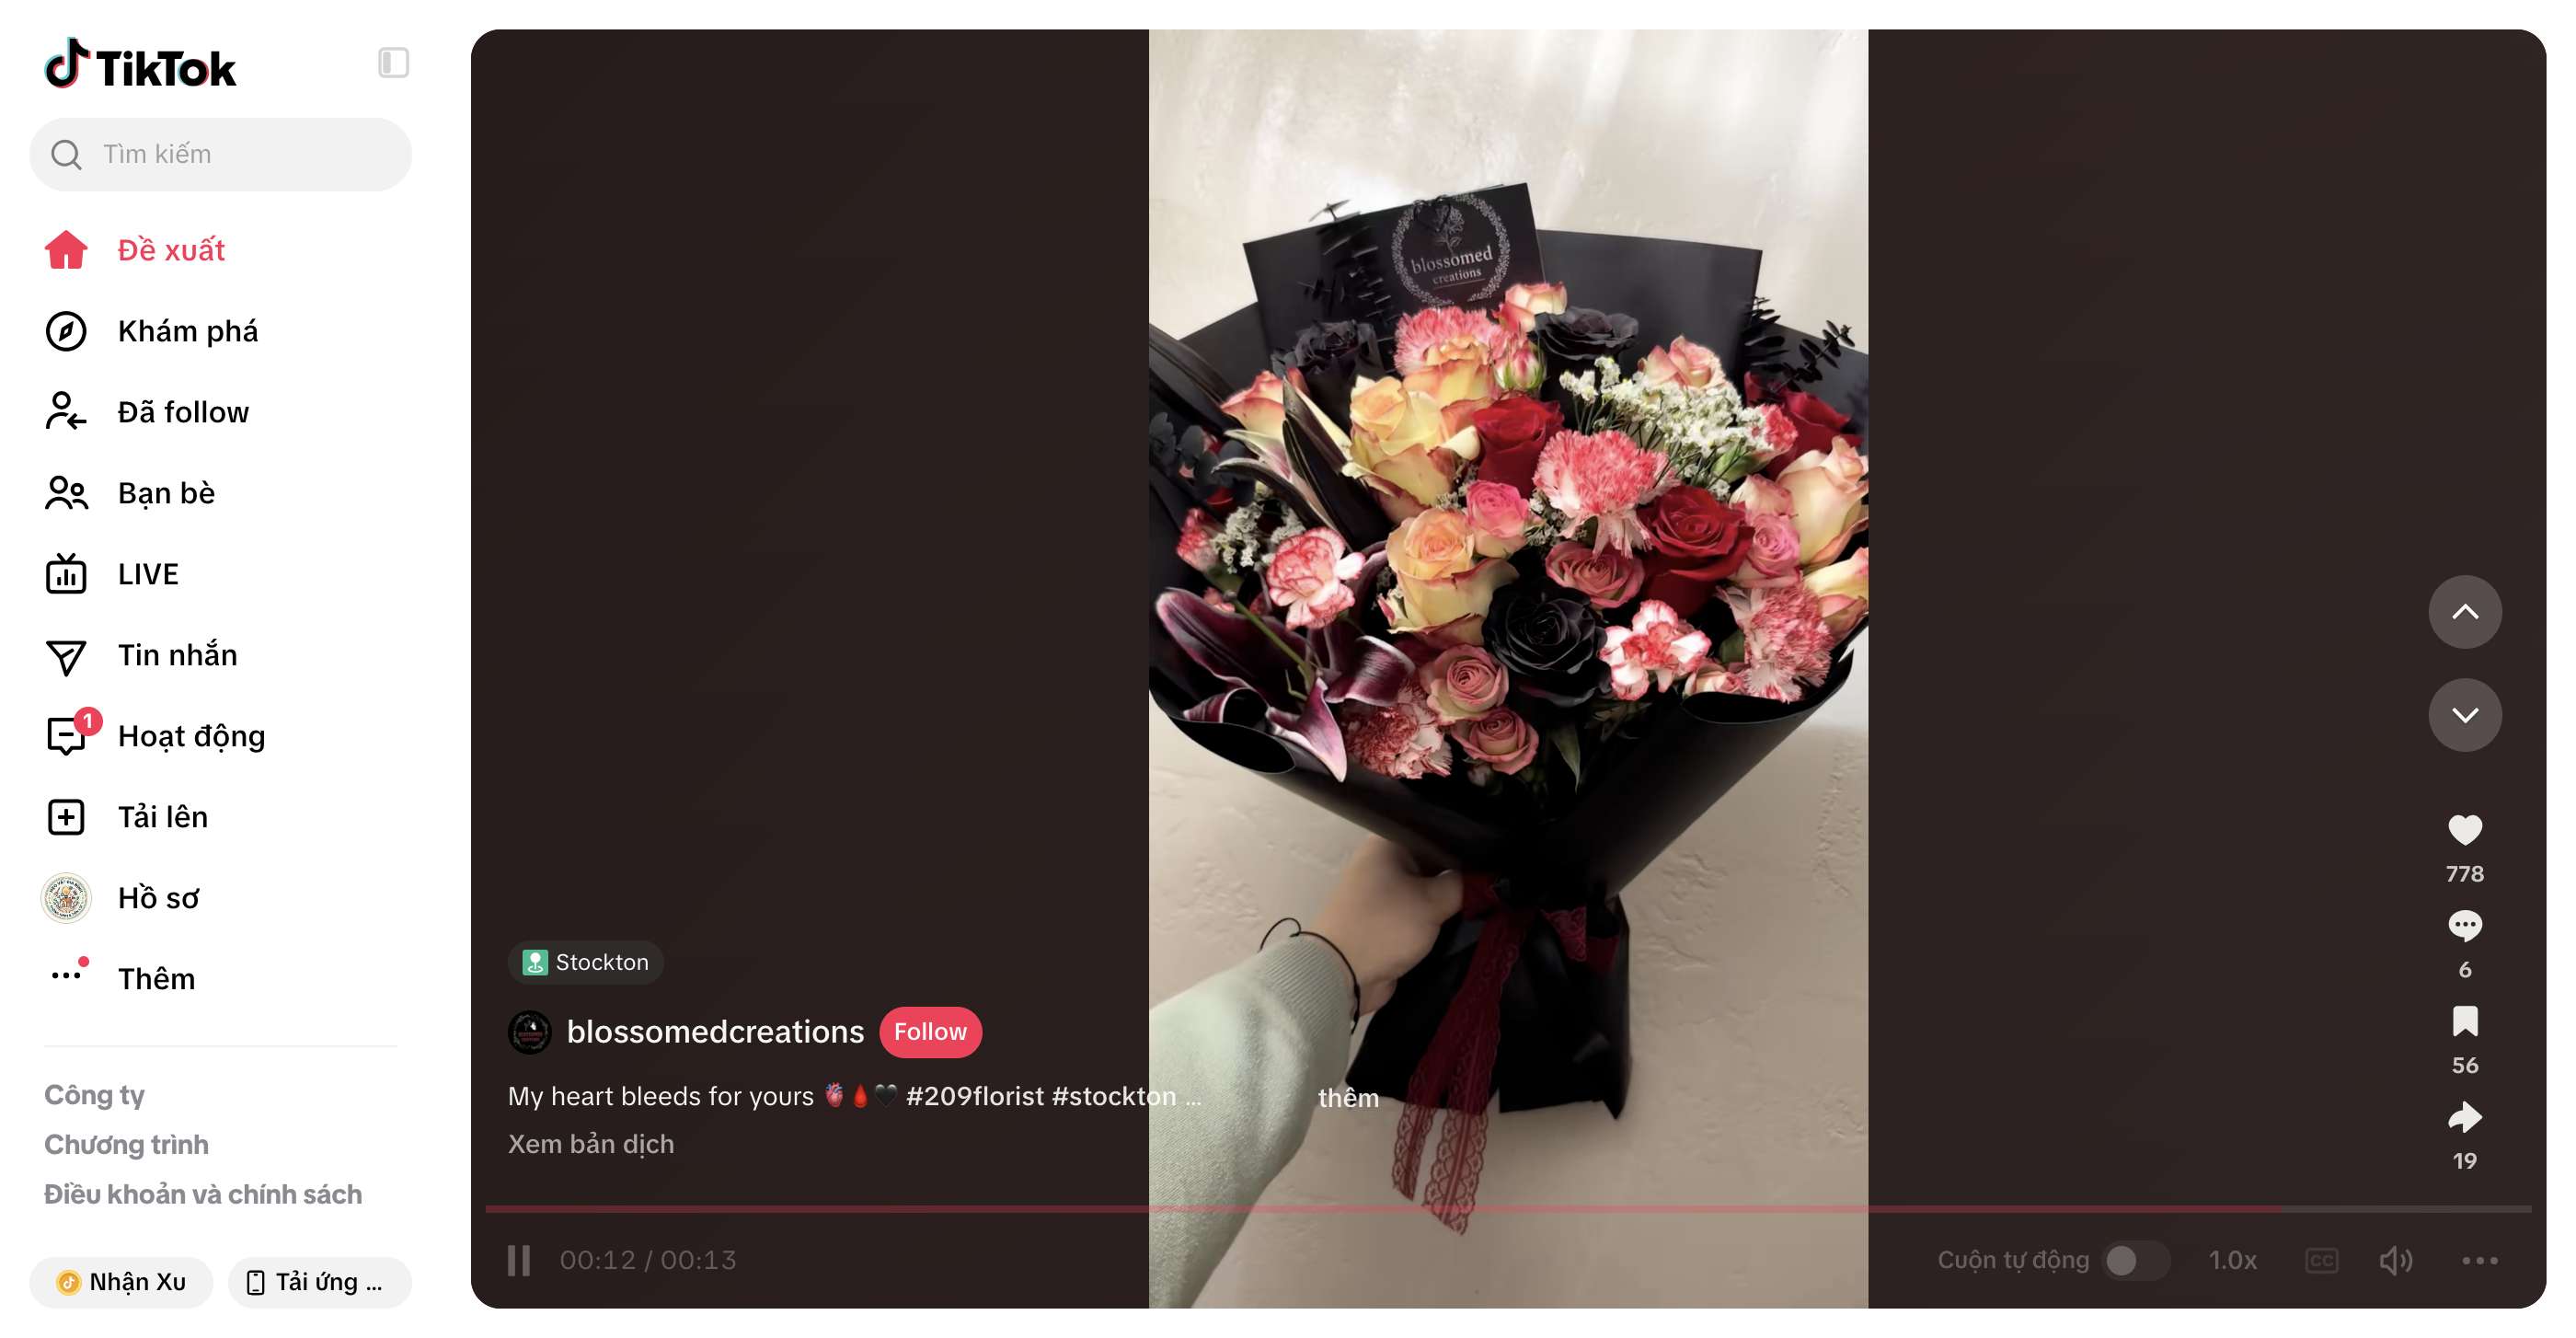 TikTok
Tìm kiếm
Đề xuất
Khám phá
Đã follow
Bạn bè
LIVE
Tin nhắn
1
Hoạt động
Tải lên
Hồ sơ
Thêm
Công ty
Chương trình
Điều khoản và chính sách
Nhận Xu
Tải ứng ...
blossomed
creations
Stockton
blossomedcreations
Follow
My heart bleeds for yours 🫀🩸🖤 #209florist #stockton ...
thêm
Xem bản dịch
00:12 / 00:13
778
6
56
19
Cuộn tự động
1.0x
CC